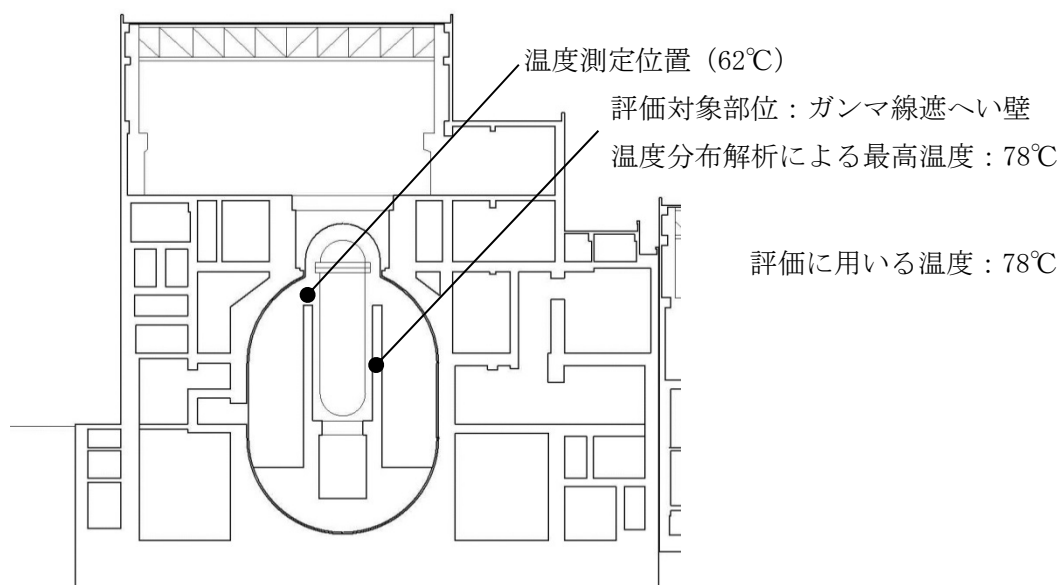 温度測定位置（62℃）
評価対象部位：ガンマ線遮へい壁
温度分布解析による最高温度：78℃
評価に用いる温度：78℃